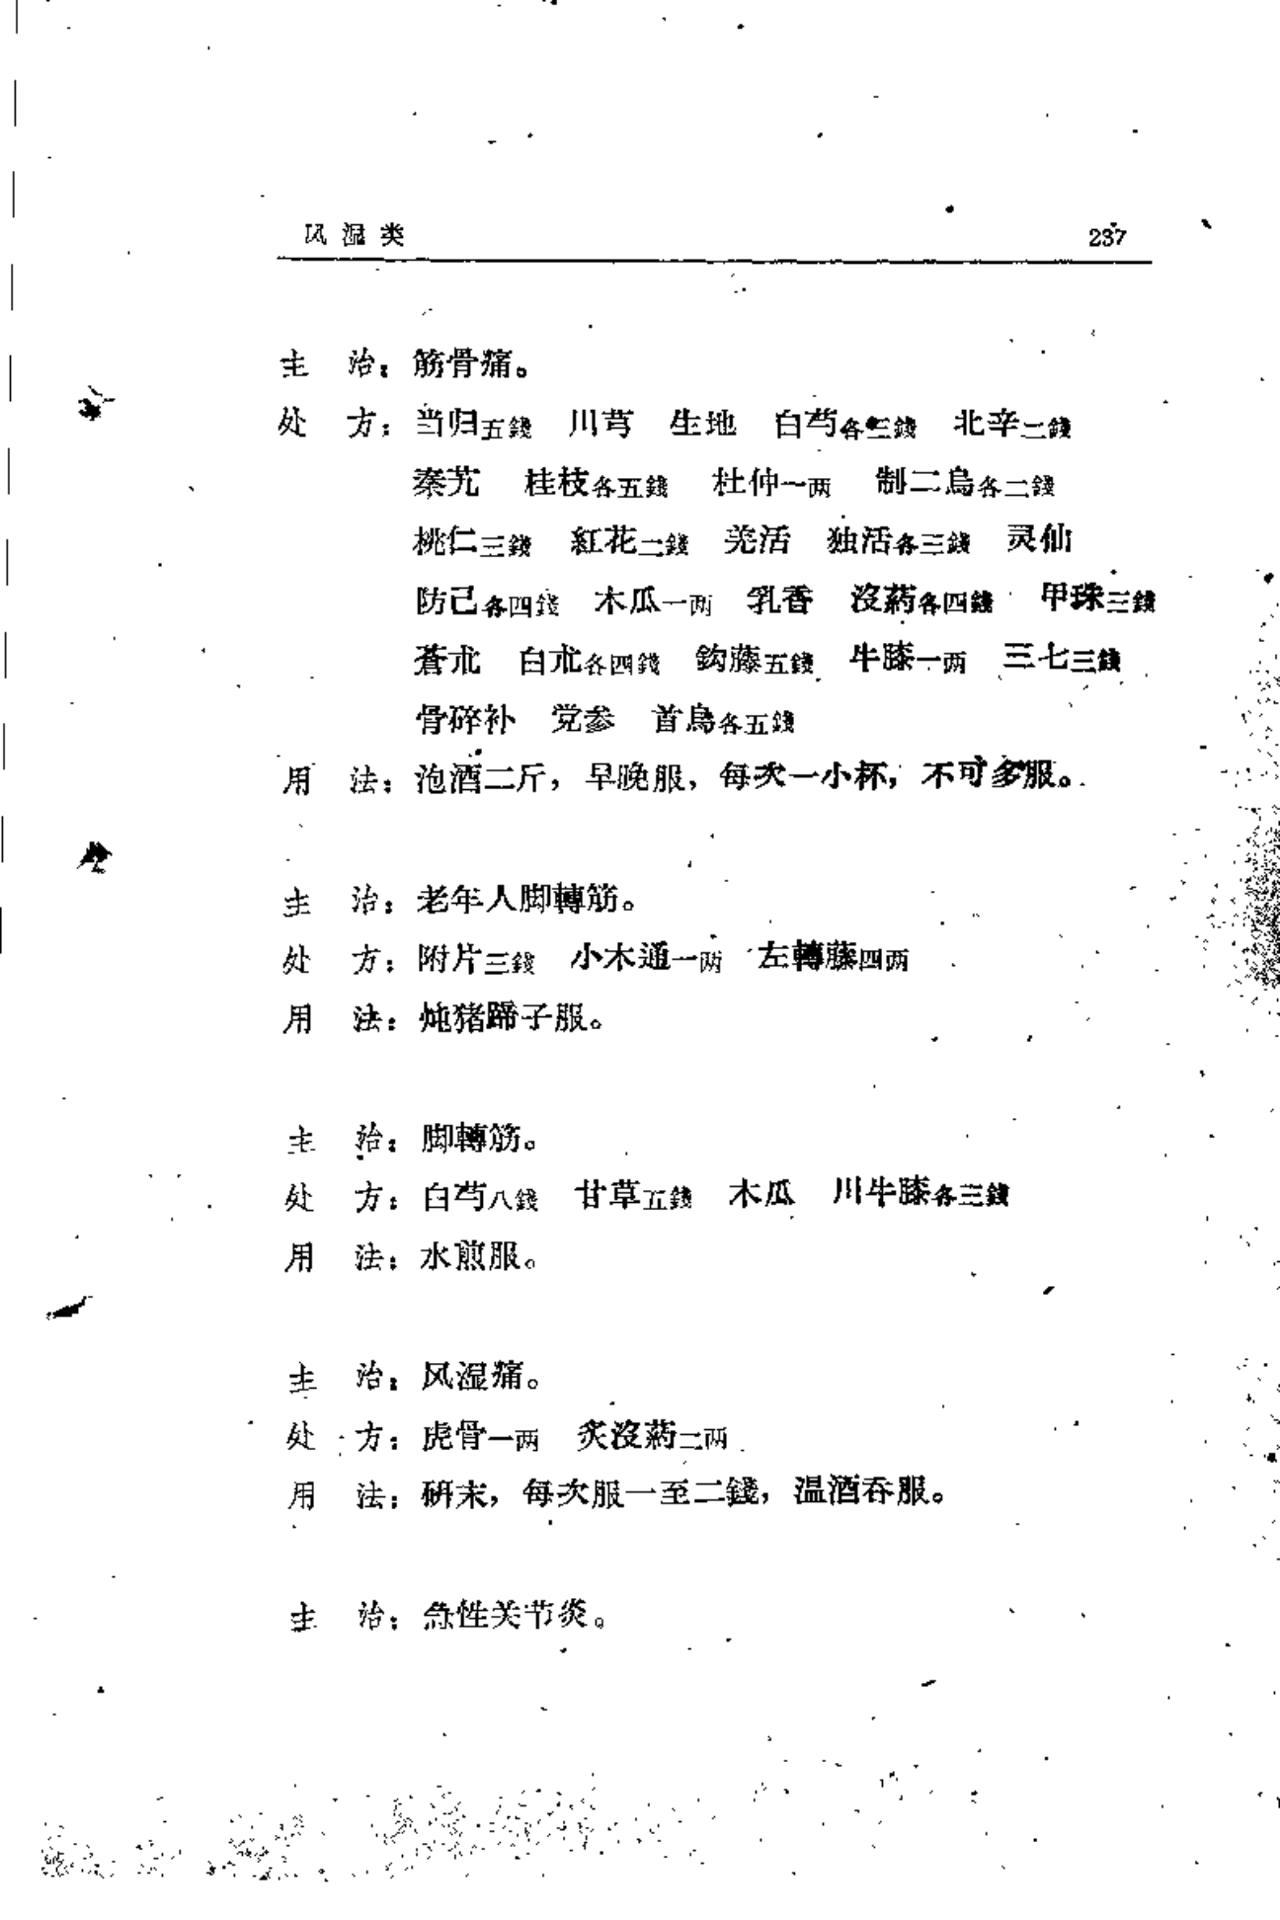 风湿类 237
主 治：筋骨痛。
处 方：当归五錢 川芎 生地 白芍各三錢 北辛二錢
秦艽 桂枝各五錢 杜仲一两 制二烏各二錢
桃仁三錢 紅花二錢 羌活 独活各三錢 灵仙
防己各四錢 木瓜一两 乳香 沒葯各四錢 甲珠三錢
蒼朮 白朮各四錢 鈎藤五錢 牛膝一两 三七三錢
骨碎补 党参 首烏各五錢
用 法：泡酒二斤，早晚服，每次一小杯，不可多服。
主 治：老年人脚轉筋。
处 方：附片三錢 小木通一两 左轉藤四两
用 法：炖猪蹄子服。
主 治：脚轉筋。
处 方：白芍八錢 甘草五錢 木瓜 川牛膝各三錢
用 法：水煎服。
主 治：风湿痛。
处 方：虎骨一两 炙沒葯二两
用 法：研末，每次服一至二錢，温酒吞服。
主 治：急性关节炎。